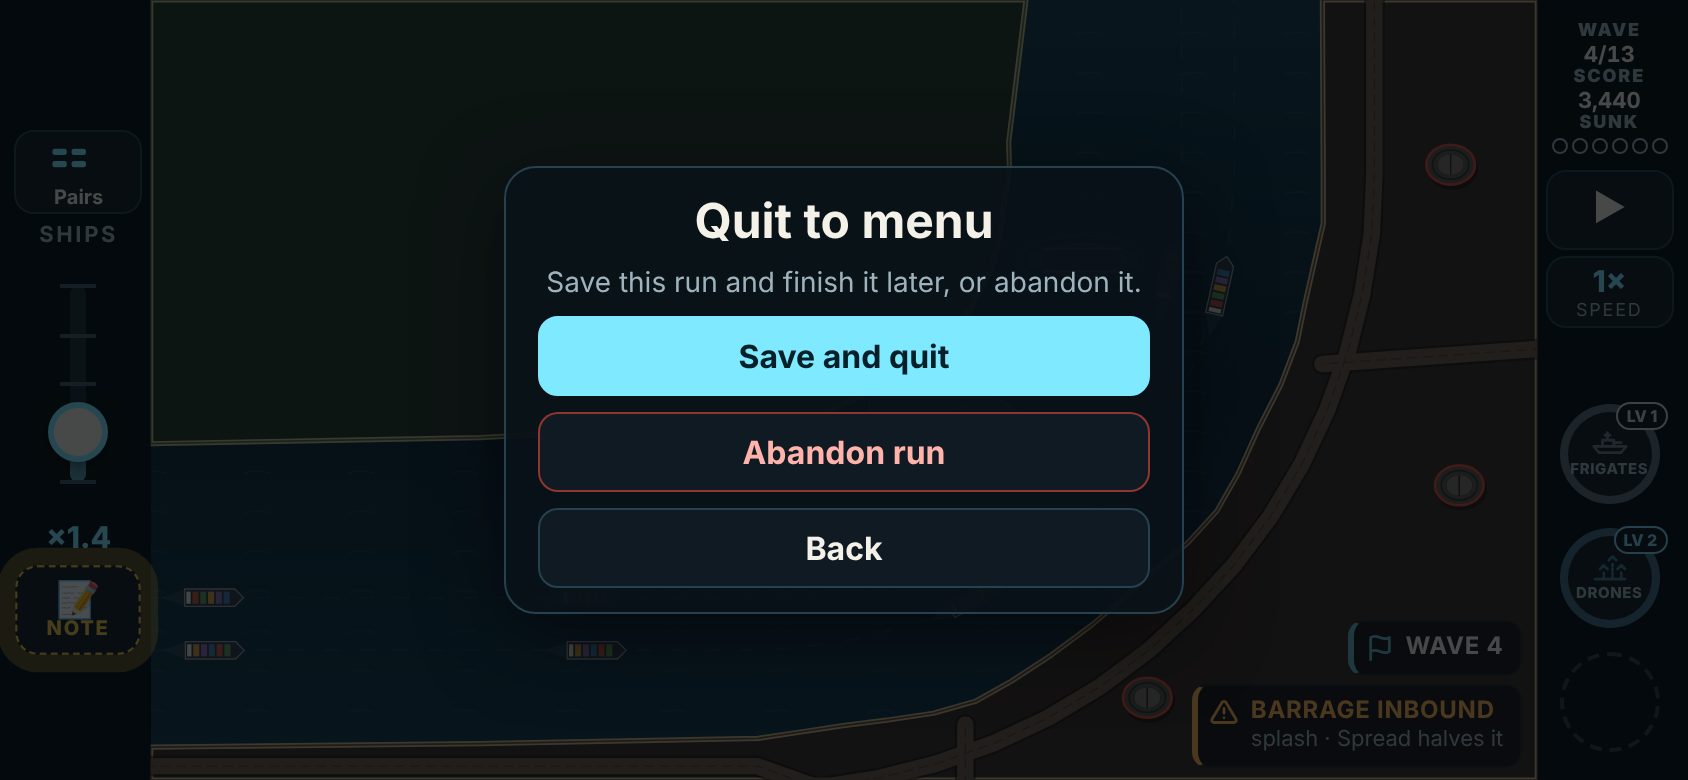 Pairs
SHIPS
×1.4
📝
NOTE
Quit to menu
Save this run and finish it later, or abandon it.
Save and quit
Abandon run
Back
WAVE
4/13
SCORE
3,440
SUNK
1×
SPEED
LV 1
FRIGATES
LV 2
DRONES
WAVE 4
BARRAGE INBOUND
splash · Spread halves it